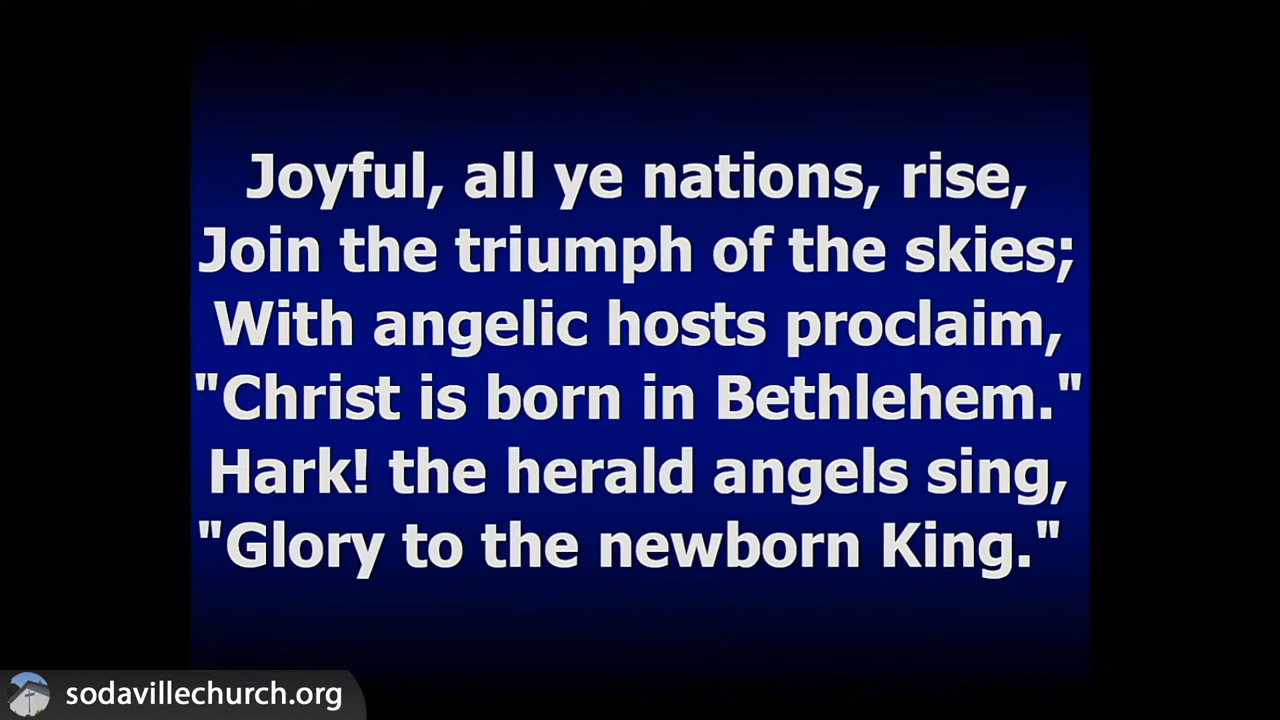 Joyful, all ye nations, rise,
Join the triumph of the skies;
With angelic hosts proclaim,
"Christ is born in Bethlehem."
Hark! the herald angels sing,
"Glory to the newborn King."
sodavillechurch.org